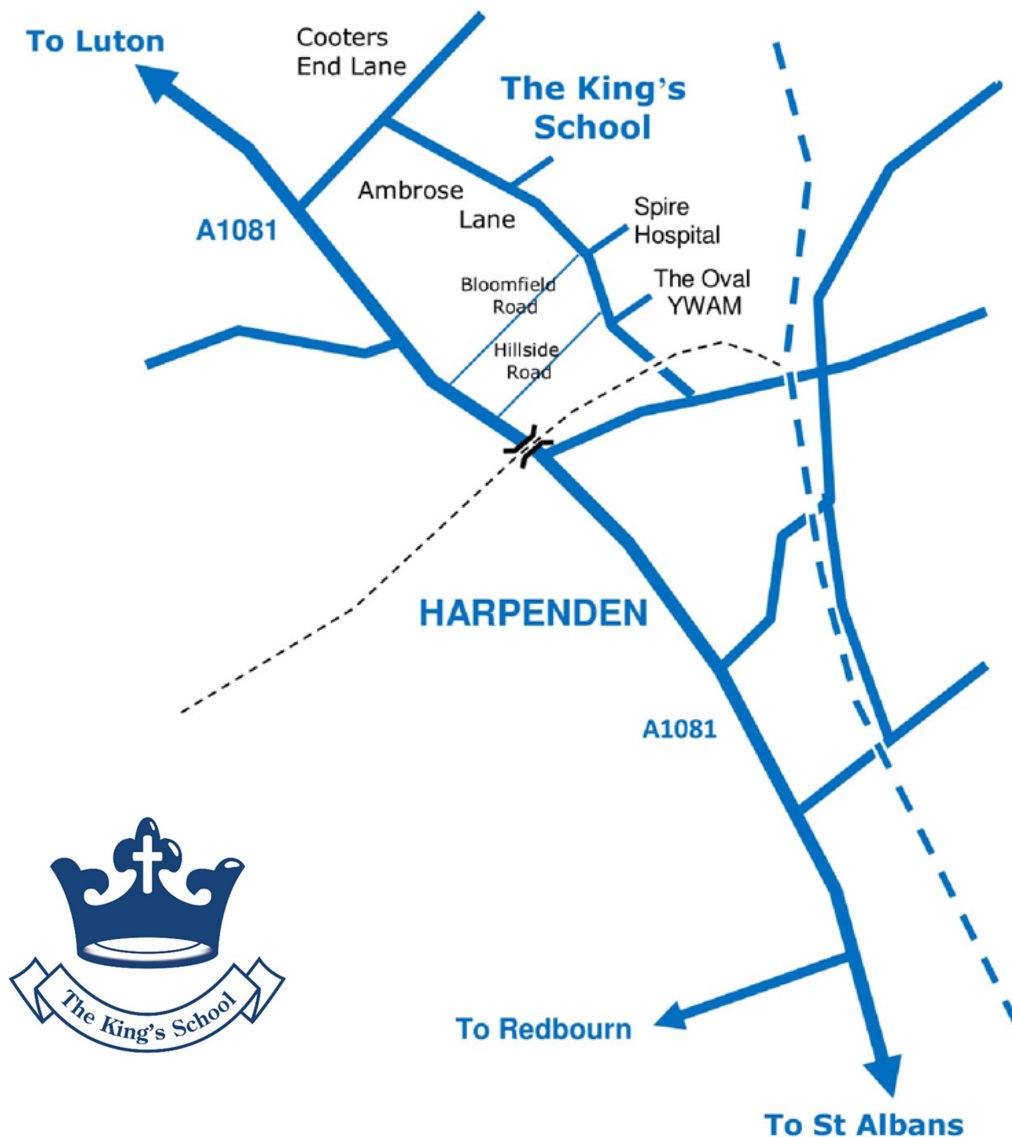 To Luton
Cooters
End Lane
The King's
School
Ambrose
Lane
A1081
Spire
Hospital
Bloomfield
Road
The Oval
YWAM
Hillside
Road
HARPENDEN
A1081
The King's School
To Redbourn
To St Albans